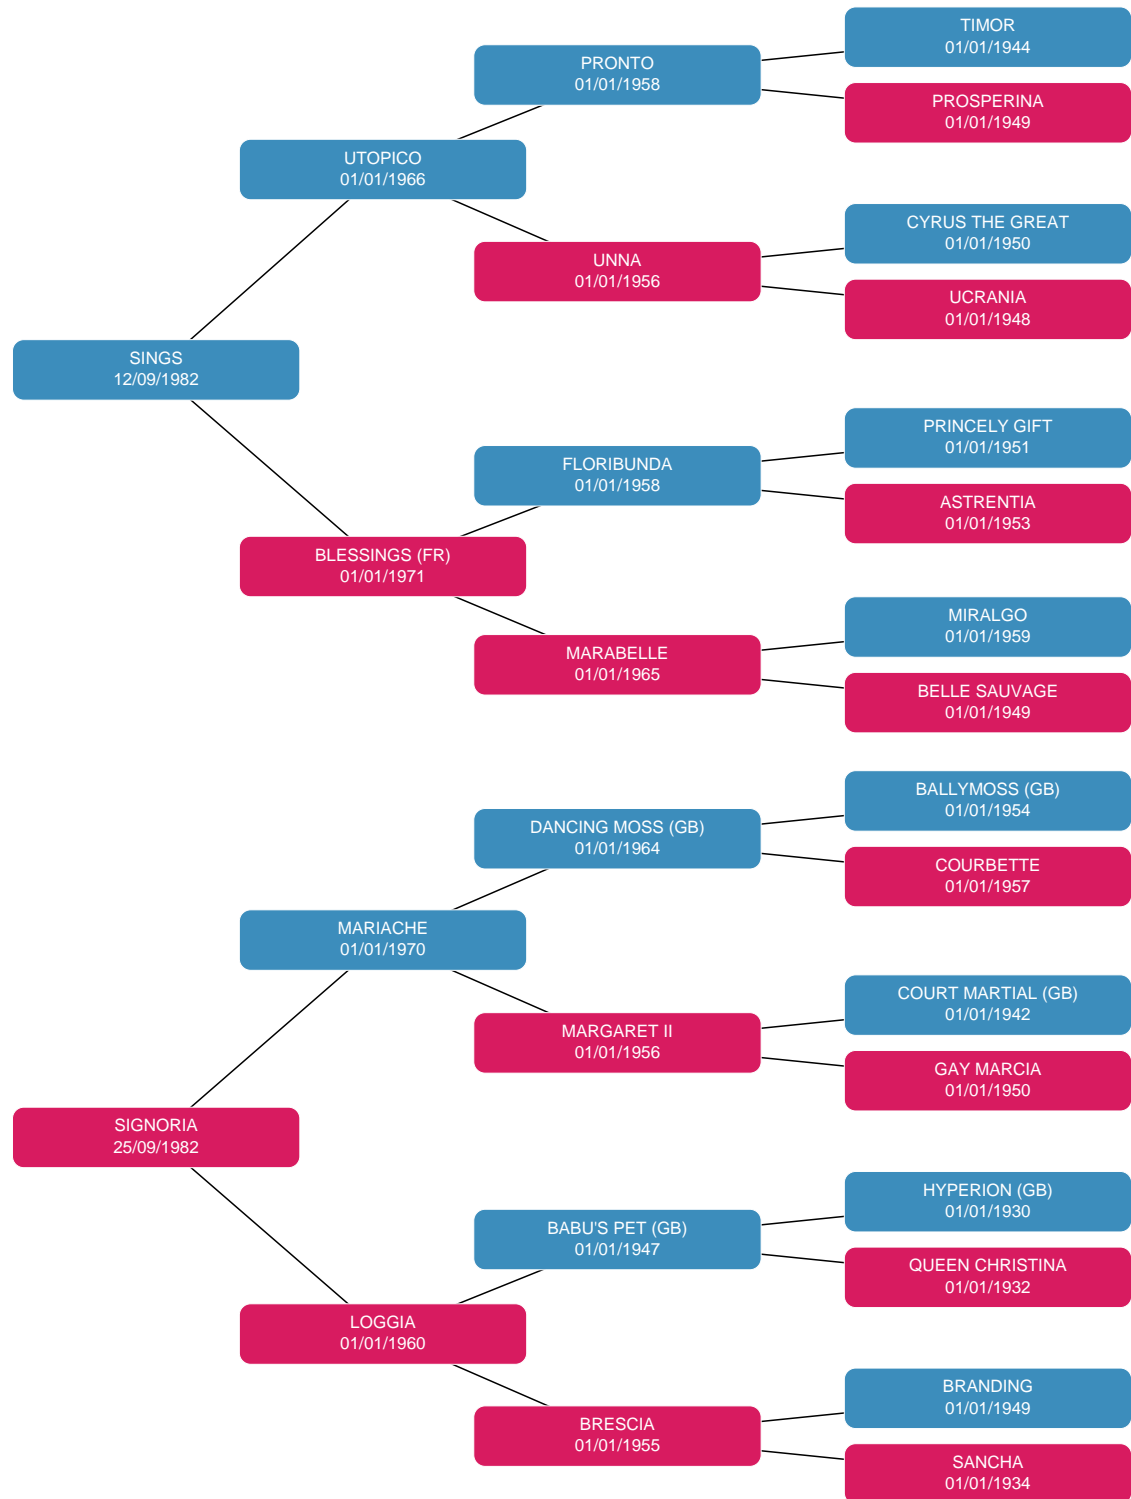 TIMOR
01/01/1944
PRONTO
01/01/1958
PROSPERINA
01/01/1949
UTOPICO
01/01/1966
CYRUS THE GREAT
01/01/1950
UNNA
01/01/1956
UCRANIA
01/01/1948
SINGS
12/09/1982
PRINCELY GIFT
01/01/1951
FLORIBUNDA
01/01/1958
ASTRENTIA
01/01/1953
BLESSINGS (FR)
01/01/1971
MIRALGO
01/01/1959
MARABELLE
01/01/1965
BELLE SAUVAGE
01/01/1949
BALLYMOSS (GB)
01/01/1954
DANCING MOSS (GB)
01/01/1964
COURBETTE
01/01/1957
MARIACHE
01/01/1970
COURT MARTIAL (GB)
01/01/1942
MARGARET II
01/01/1956
GAY MARCIA
01/01/1950
SIGNORIA
25/09/1982
HYPERION (GB)
01/01/1930
BABU'S PET (GB)
01/01/1947
QUEEN CHRISTINA
01/01/1932
LOGGIA
01/01/1960
BRANDING
01/01/1949
BRESCIA
01/01/1955
SANCHA
01/01/1934